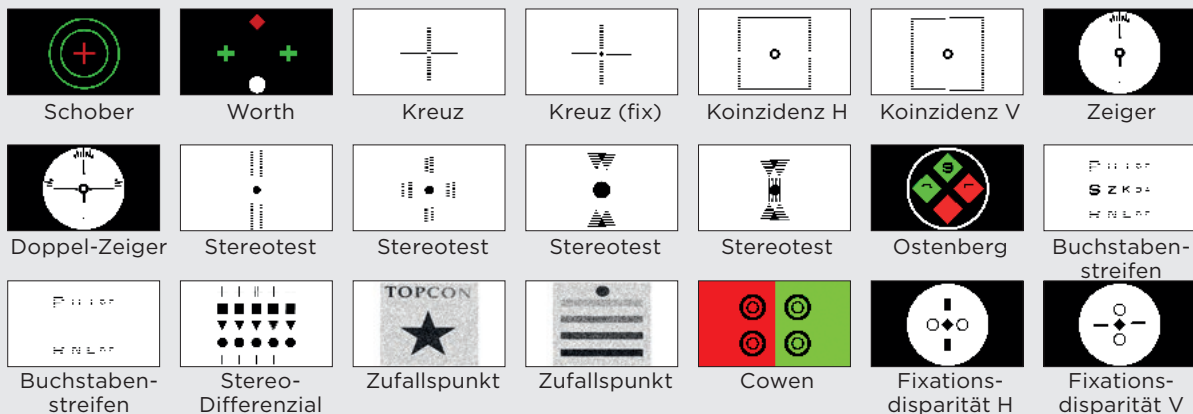 Schober
Worth
Kreuz
Kreuz (fix)
Koinzidenz H
Koinzidenz V
Zeiger
S Z K
Doppel-Zeiger
Stereotest
Stereotest
Stereotest
Stereotest
Ostenberg
Buchstaben-
streifen
TOPCON
Buchstaben-
streifen
Stereo-
Differenzial
Zufallspunkt
Zufallspunkt
Cowen
Fixations-
disparität H
Fixations-
disparität V